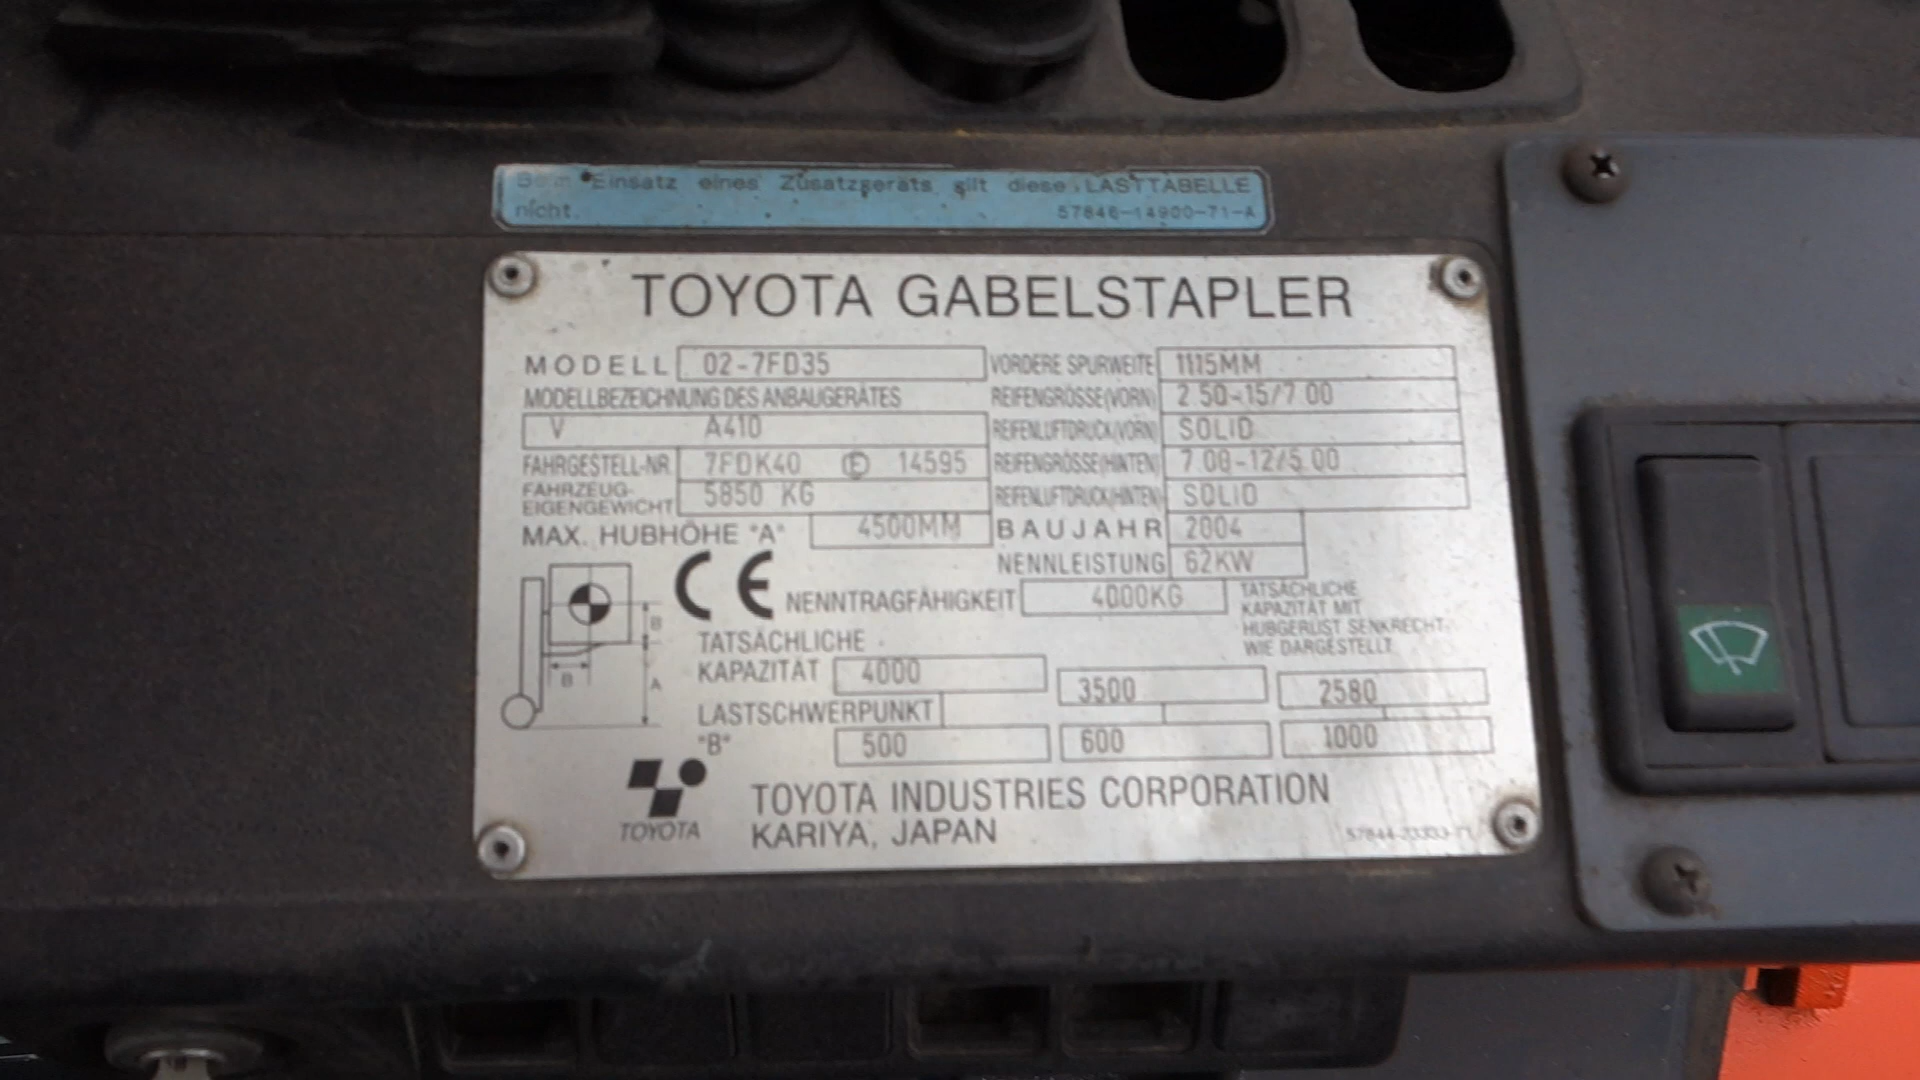 Beim Einsatz eines Zusatzgeräts gilt diese LASTTABELLE
nicht. 57846-14900-71-A
TOYOTA GABELSTAPLER
MODELL 02-7FD35 VORDERE SPURWEITE 1115MM
MODELLBEZEICHNUNG DES ANBAUGERÄTES REIFENGRÖSSE(VORN) 2.50-15/7.00
V A410 REIFENLUFTDRUCK(VORN) SOLID
FAHRGESTELL-NR 7FDK40 E 14595 REIFENGRÖSSE(HINTEN) 7.00-12/5.00
FAHRZEUG-
EIGENGEWICHT 5850 KG REIFENLUFTDRUCK(HINTEN) SOLID
MAX. HUBHÖHE "A" 4500MM BAUJAHR 2004
NENNLEISTUNG 62KW
CE NENNTRAGFÄHIGKEIT 4000KG
TATSÄCHLICHE
KAPAZITÄT MIT
HUBGERÜST SENKRECHT,
WIE DARGESTELLT
B
B
A
TATSÄCHLICHE
KAPAZITÄT 4000 3500 2580
LASTSCHWERPUNKT
"B" 500 600 1000
TOYOTA
TOYOTA INDUSTRIES CORPORATION
KARIYA, JAPAN